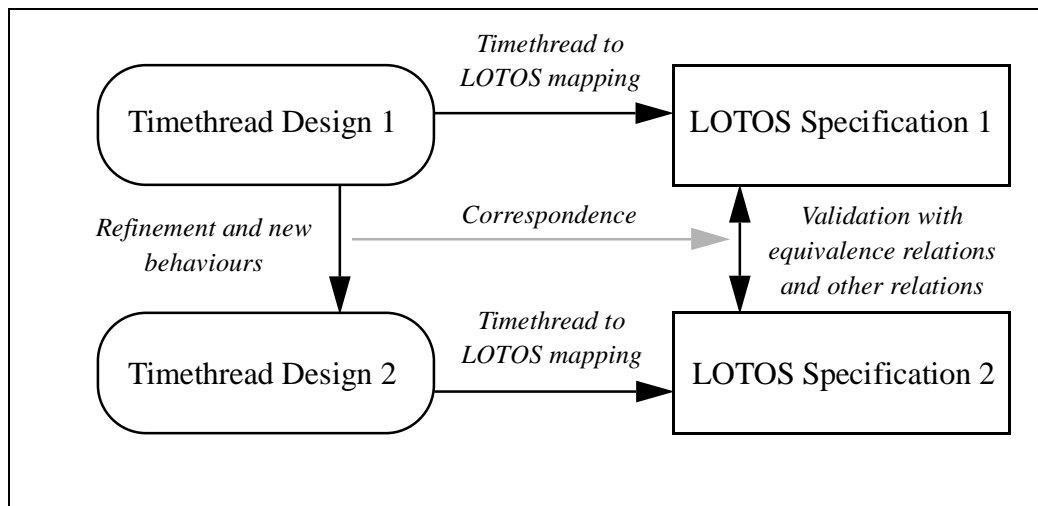 Timethread to
LOTOS mapping
Timethread Design 1
LOTOS Specification 1
Refinement and new
behaviours
Correspondence
Validation with
equivalence relations
and other relations
Timethread to
LOTOS mapping
Timethread Design 2
LOTOS Specification 2